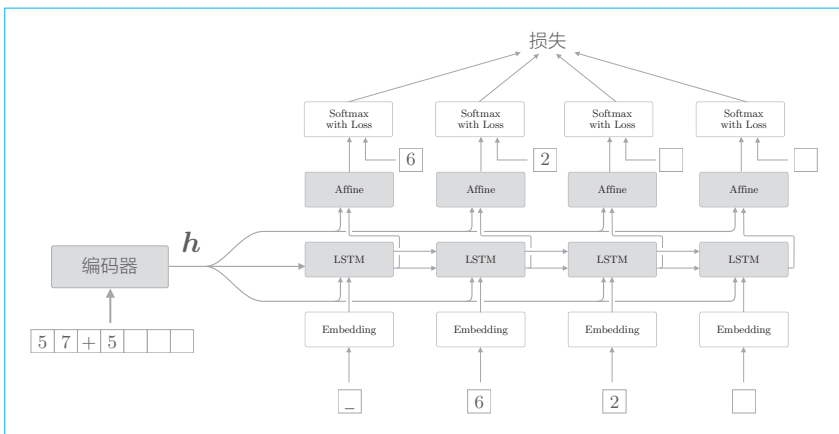 损失
Softmax
with Loss
Softmax
with Loss
Softmax
with Loss
Softmax
with Loss
6
2
Affine
Affine
Affine
Affine
h
编码器
LSTM
LSTM
LSTM
LSTM
5 7 + 5
Embedding
Embedding
Embedding
Embedding
_
6
2